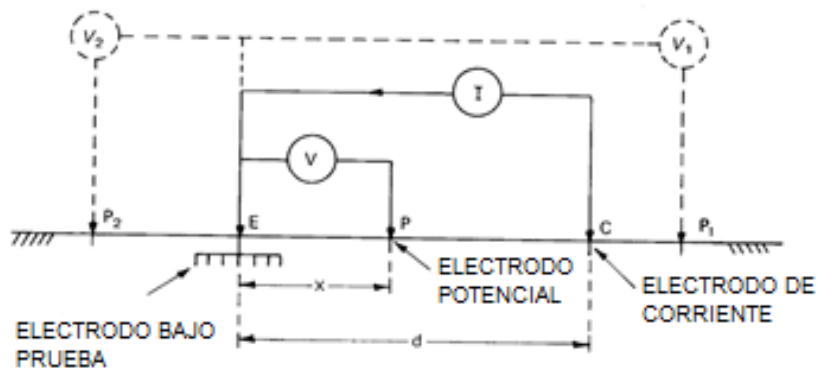 V₂
V₁
I
V
P₂
E
P
C
P₁
ELECTRODO
POTENCIAL
ELECTRODO DE
CORRIENTE
x
ELECTRODO BAJO
PRUEBA
d